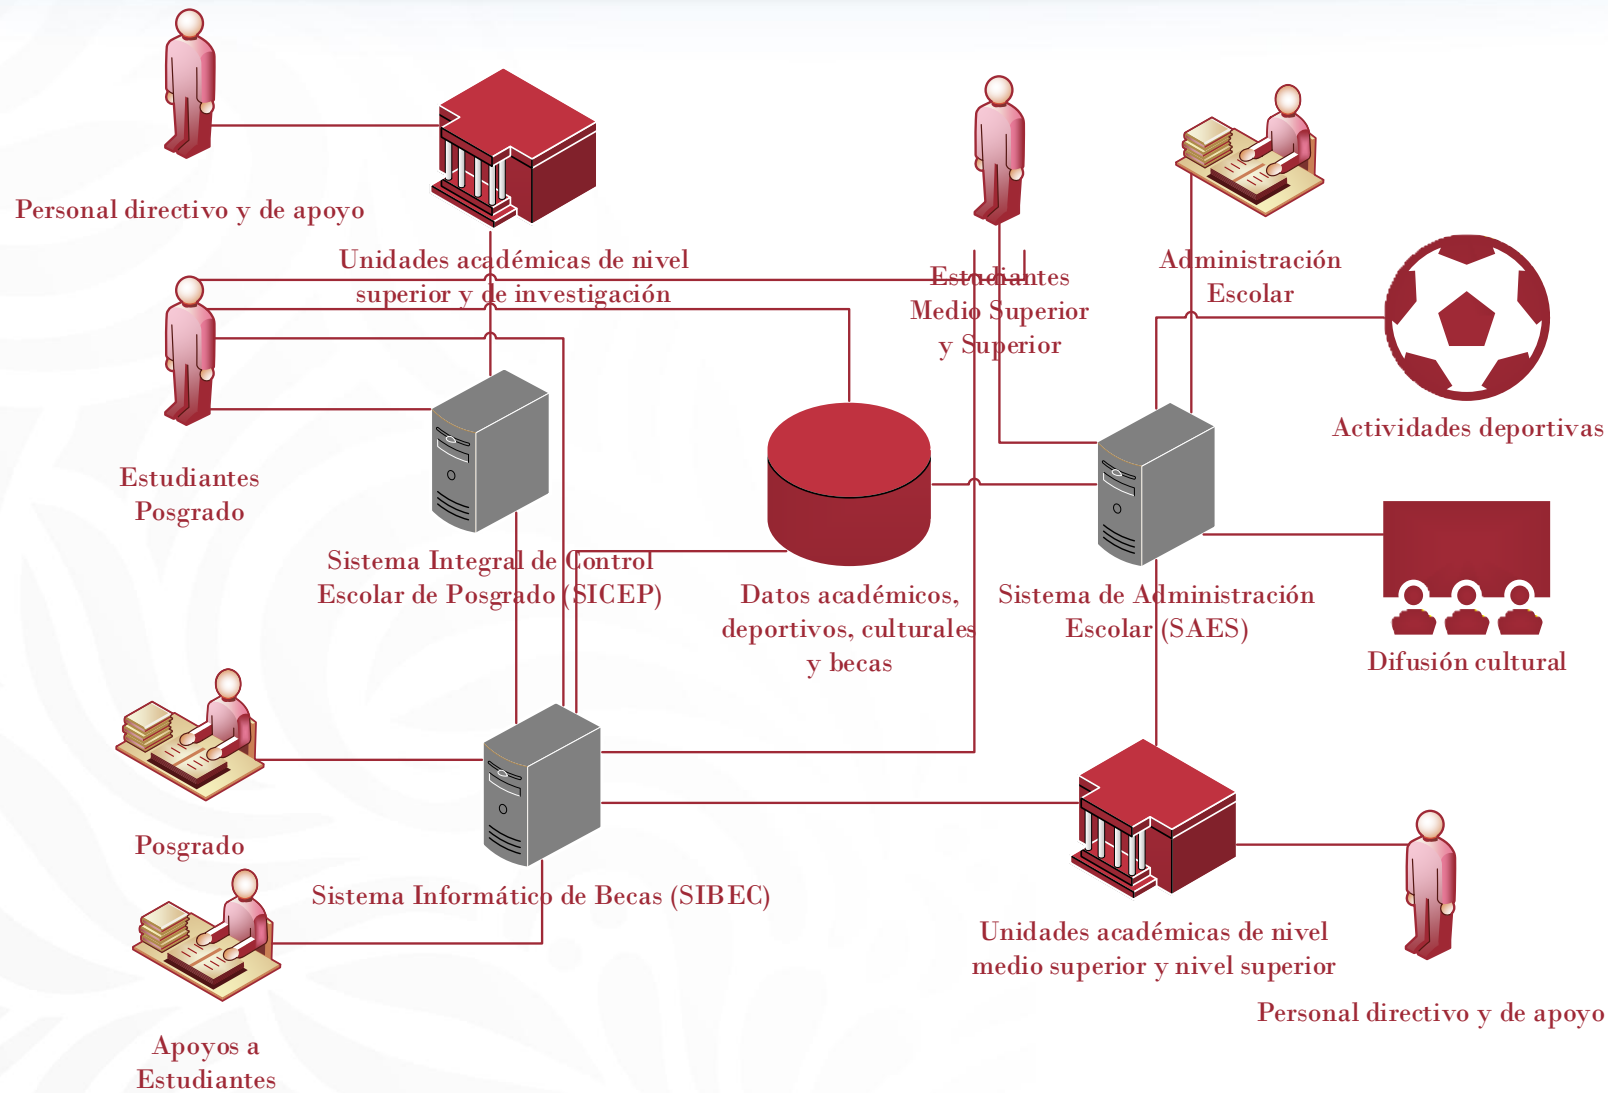 Personal directivo y de apoyo
Unidades académicas de nivel
superior y de investigación
Estudiantes
Medio Superior
y Superior
Administración
Escolar
Actividades deportivas
Estudiantes
Posgrado
Sistema Integral de Control
Escolar de Posgrado (SICEP)
Datos académicos,
deportivos, culturales
y becas
Sistema de Administración
Escolar (SAES)
Difusión cultural
Posgrado
Sistema Informático de Becas (SIBEC)
Unidades académicas de nivel
medio superior y nivel superior
Personal directivo y de apoyo
Apoyos a
Estudiantes